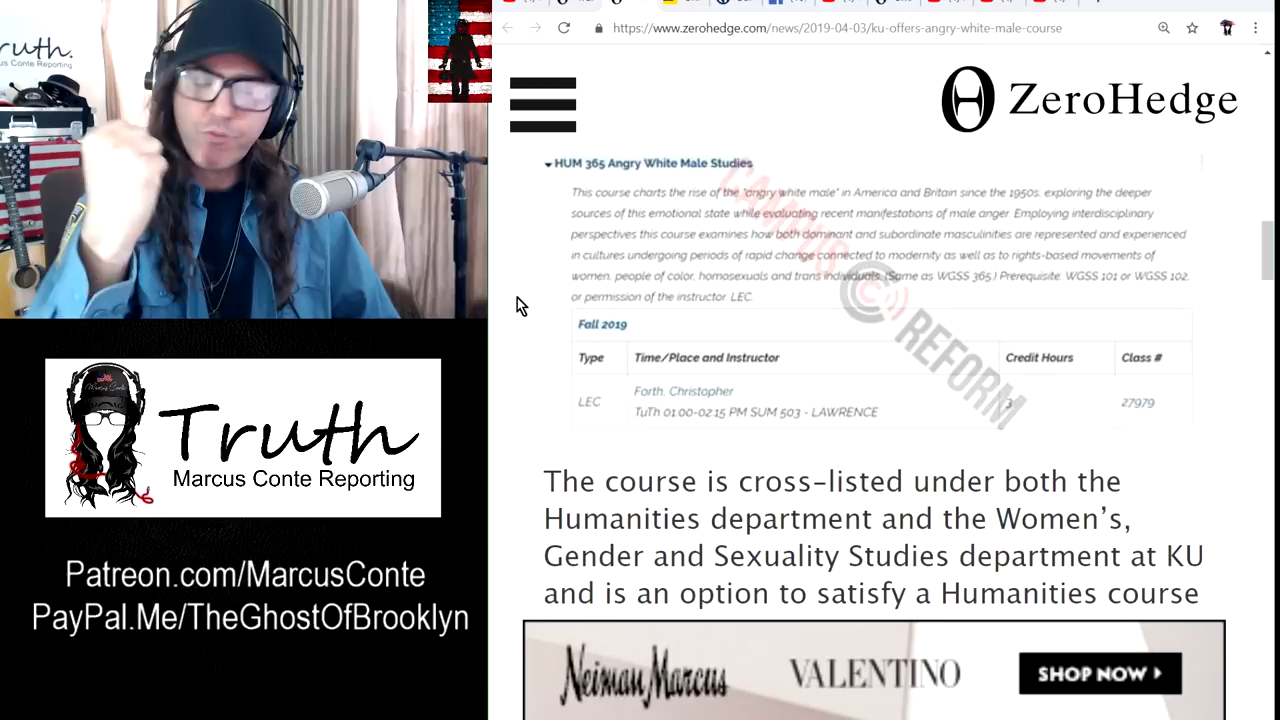 Truth.
Marcus Conte Reporting
https://www.zerohedge.com/news/2019-04-03/ku-offers-angry-white-male-course
ZeroHedge
HUM 365 Angry White Male Studies
This course charts the rise of the "angry white male" in America and Britain since the 1950s, exploring the deeper
sources of this emotional state while evaluating recent manifestations of male anger. Employing interdisciplinary
perspectives this course examines how both dominant and subordinate masculinities are represented and experienced
in cultures undergoing periods of rapid change connected to modernity as well as to rights-based movements of
women, people of color, homosexuals and trans individuals. (Same as WGSS 365.) Prerequisite: WGSS 101 or WGSS 102,
or permission of the instructor. LEC.
CAMPUS REFORM
Fall 2019
Type Time/Place and Instructor Credit Hours Class #
Forth, Christopher
LEC 3 27979
TuTh 01:00-02:15 PM SUM 503 - LAWRENCE
The course is cross-listed under both the
Humanities department and the Women's,
Gender and Sexuality Studies department at KU
and is an option to satisfy a Humanities course
Neiman Marcus VALENTINO SHOP NOW
Truth
Marcus Conte Reporting
Patreon.com/MarcusConte
PayPal.Me/TheGhostOfBrooklyn